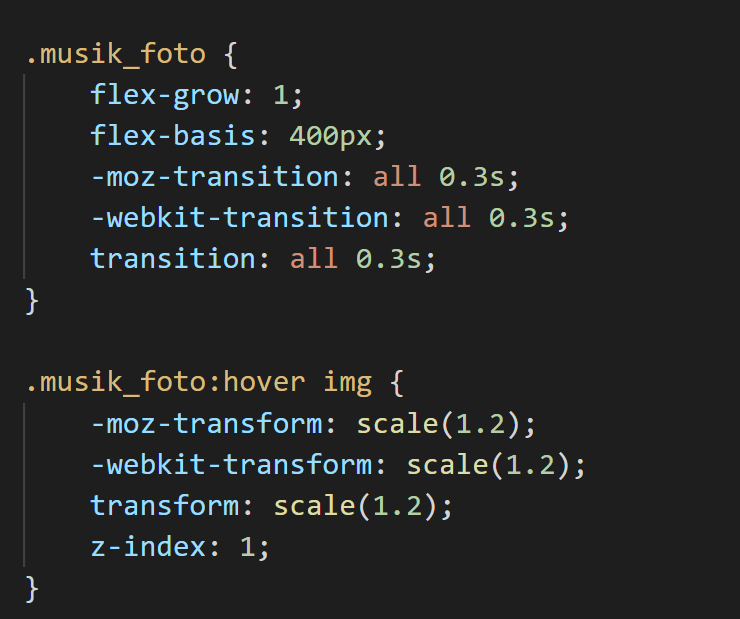 .musik_foto {
    flex-grow: 1;
    flex-basis: 400px;
    -moz-transition: all 0.3s;
    -webkit-transition: all 0.3s;
    transition: all 0.3s;
}

.musik_foto:hover img {
    -moz-transform: scale(1.2);
    -webkit-transform: scale(1.2);
    transform: scale(1.2);
    z-index: 1;
}